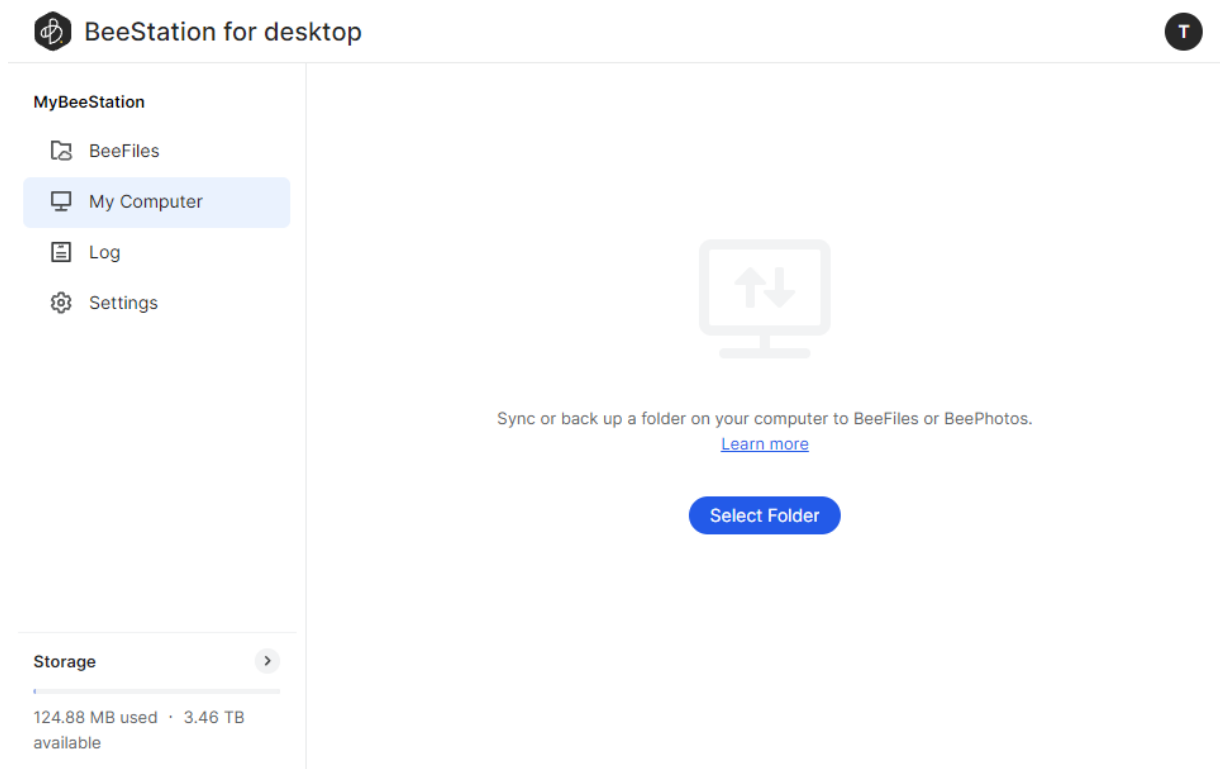 BeeStation for desktop
T
MyBeeStation
BeeFiles
My Computer
Log
Settings
Sync or back up a folder on your computer to BeeFiles or BeePhotos.
Learn more
Select Folder
Storage
124.88 MB used · 3.46 TB
available